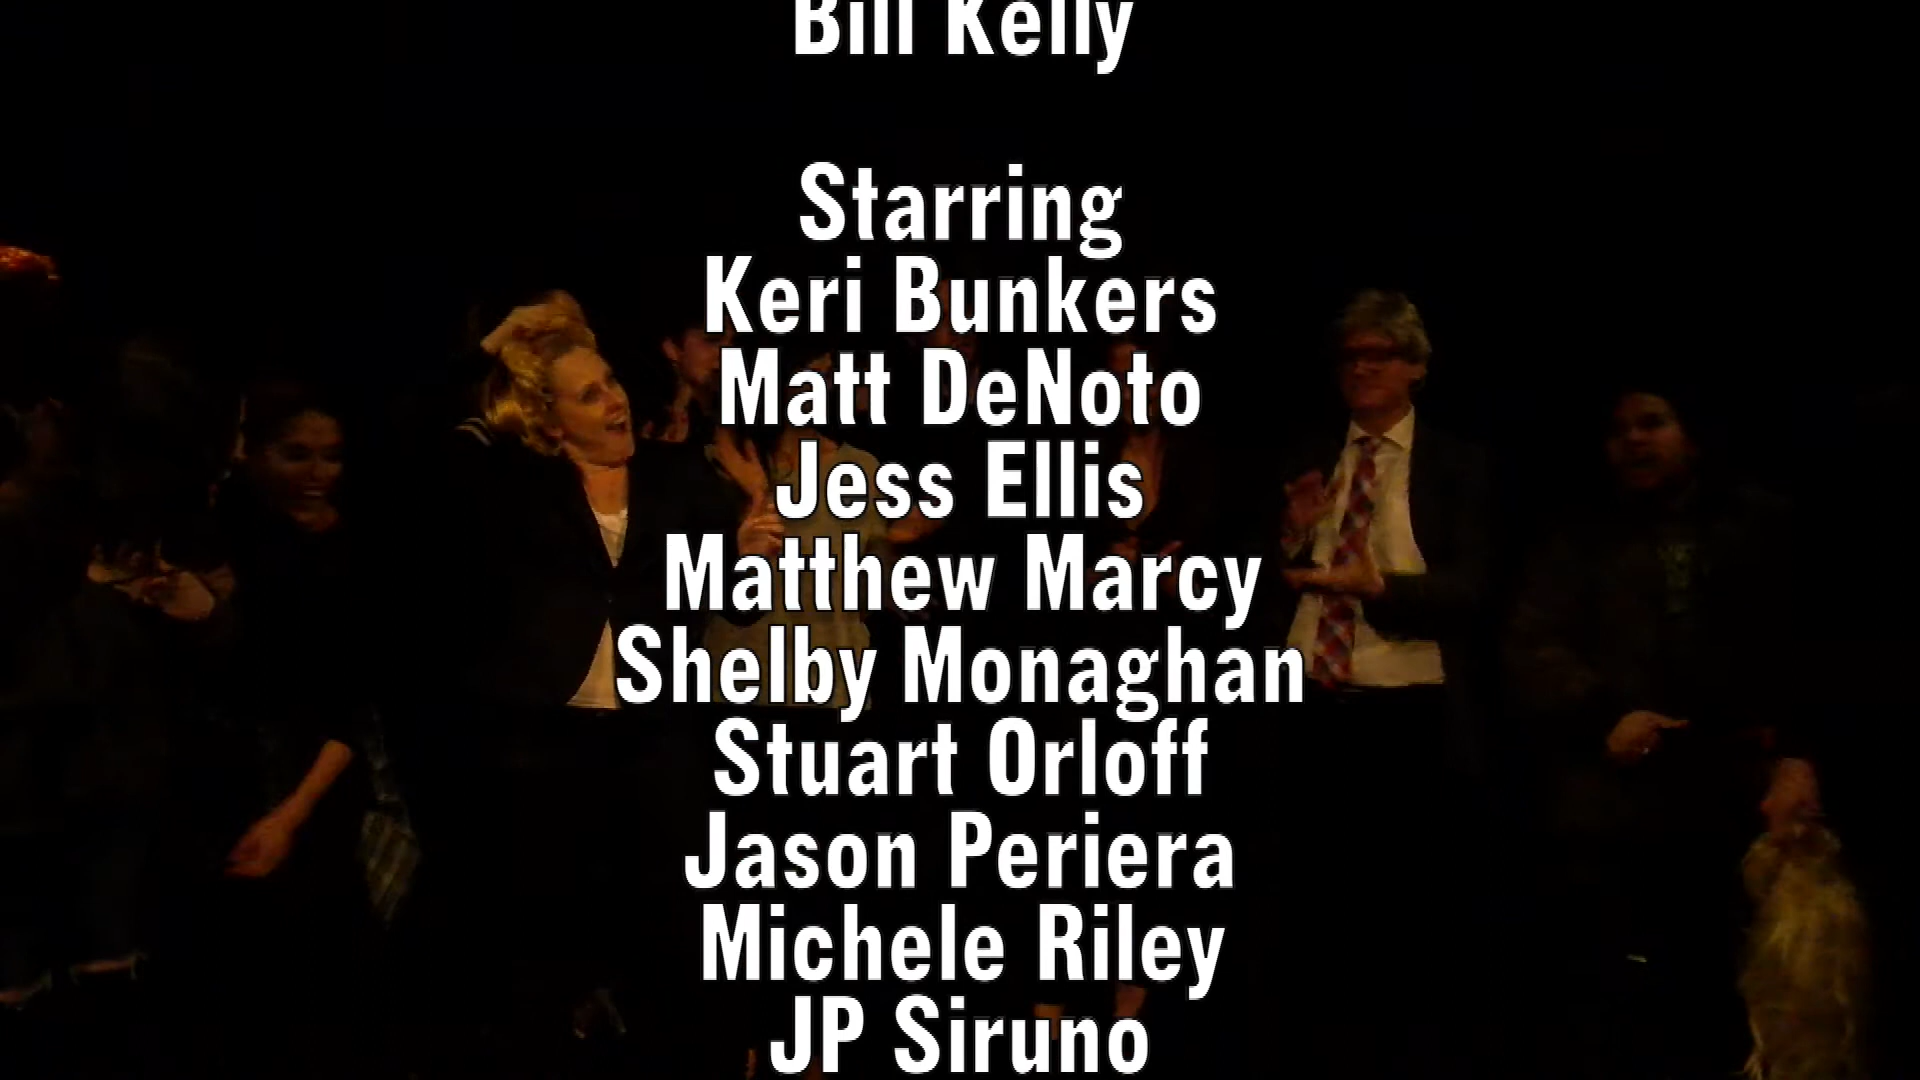 Bill Kelly
Starring
Keri Bunkers
Matt DeNoto
Jess Ellis
Matthew Marcy
Shelby Monaghan
Stuart Orloff
Jason Periera
Michele Riley
JP Siruno